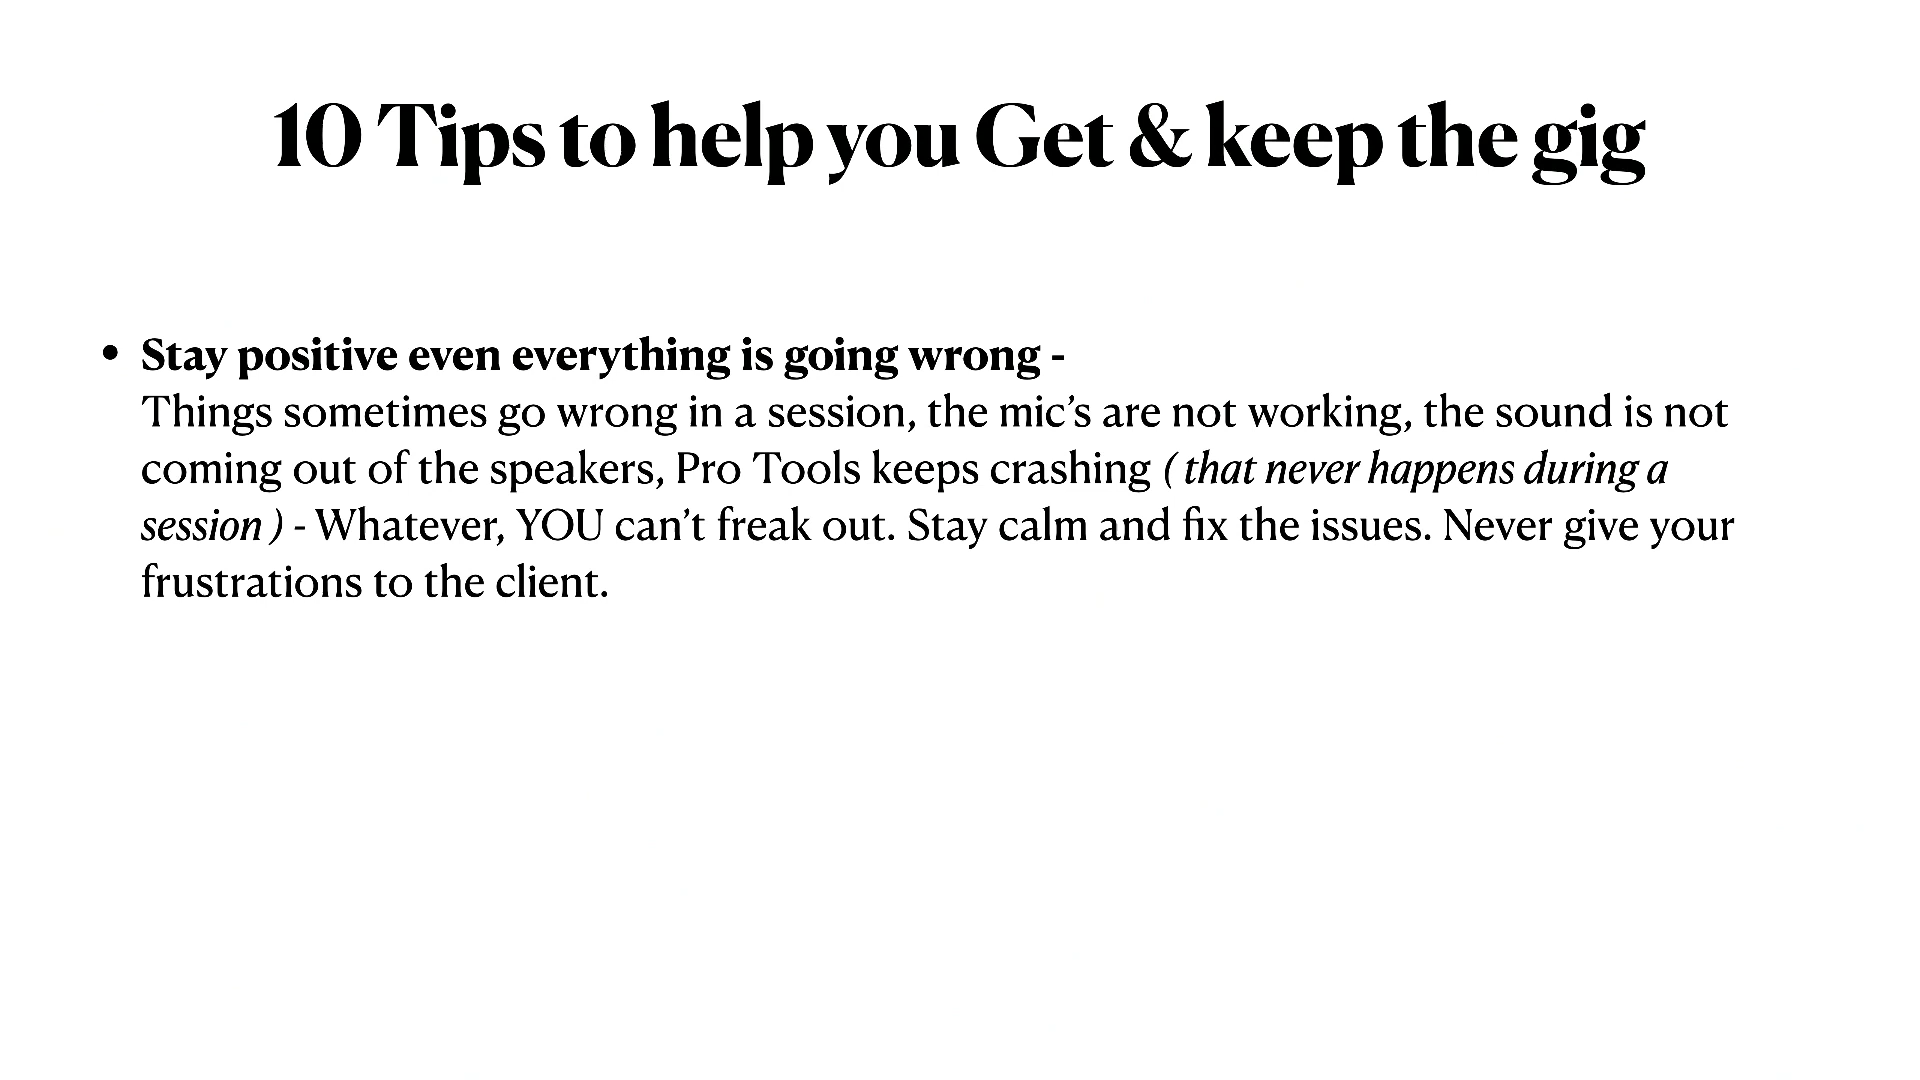 10 Tips to help you Get & keep the gig
• Stay positive even everything is going wrong -
Things sometimes go wrong in a session, the mic’s are not working, the sound is not
coming out of the speakers, Pro Tools keeps crashing ( that never happens during a
session ) - Whatever, YOU can’t freak out. Stay calm and fix the issues. Never give your
frustrations to the client.